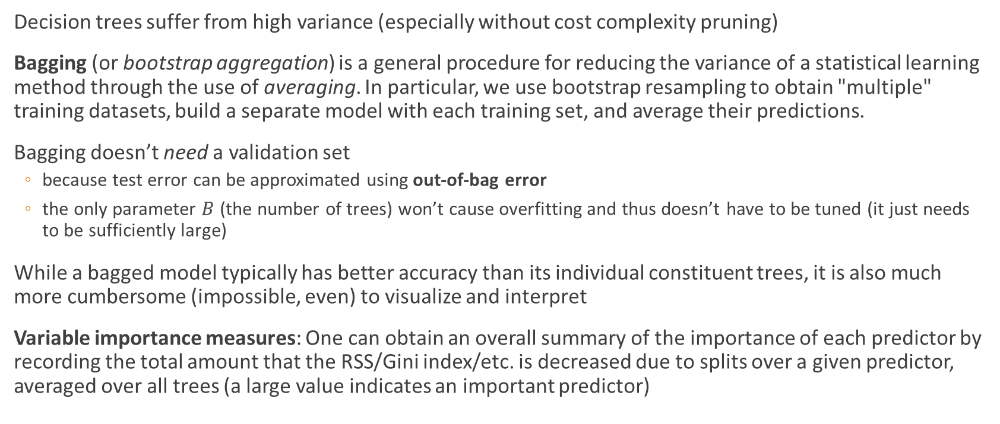 Decision trees suffer from high variance (especially without cost complexity pruning)
Bagging (or bootstrap aggregation) is a general procedure for reducing the variance of a statistical learning
method through the use of averaging. In particular, we use bootstrap resampling to obtain "multiple"
training datasets, build a separate model with each training set, and average their predictions.
Bagging doesn’t need a validation set
◦ because test error can be approximated using out-of-bag error
◦ the only parameter B (the number of trees) won’t cause overfitting and thus doesn’t have to be tuned (it just needs
to be sufficiently large)
While a bagged model typically has better accuracy than its individual constituent trees, it is also much
more cumbersome (impossible, even) to visualize and interpret
Variable importance measures: One can obtain an overall summary of the importance of each predictor by
recording the total amount that the RSS/Gini index/etc. is decreased due to splits over a given predictor,
averaged over all trees (a large value indicates an important predictor)